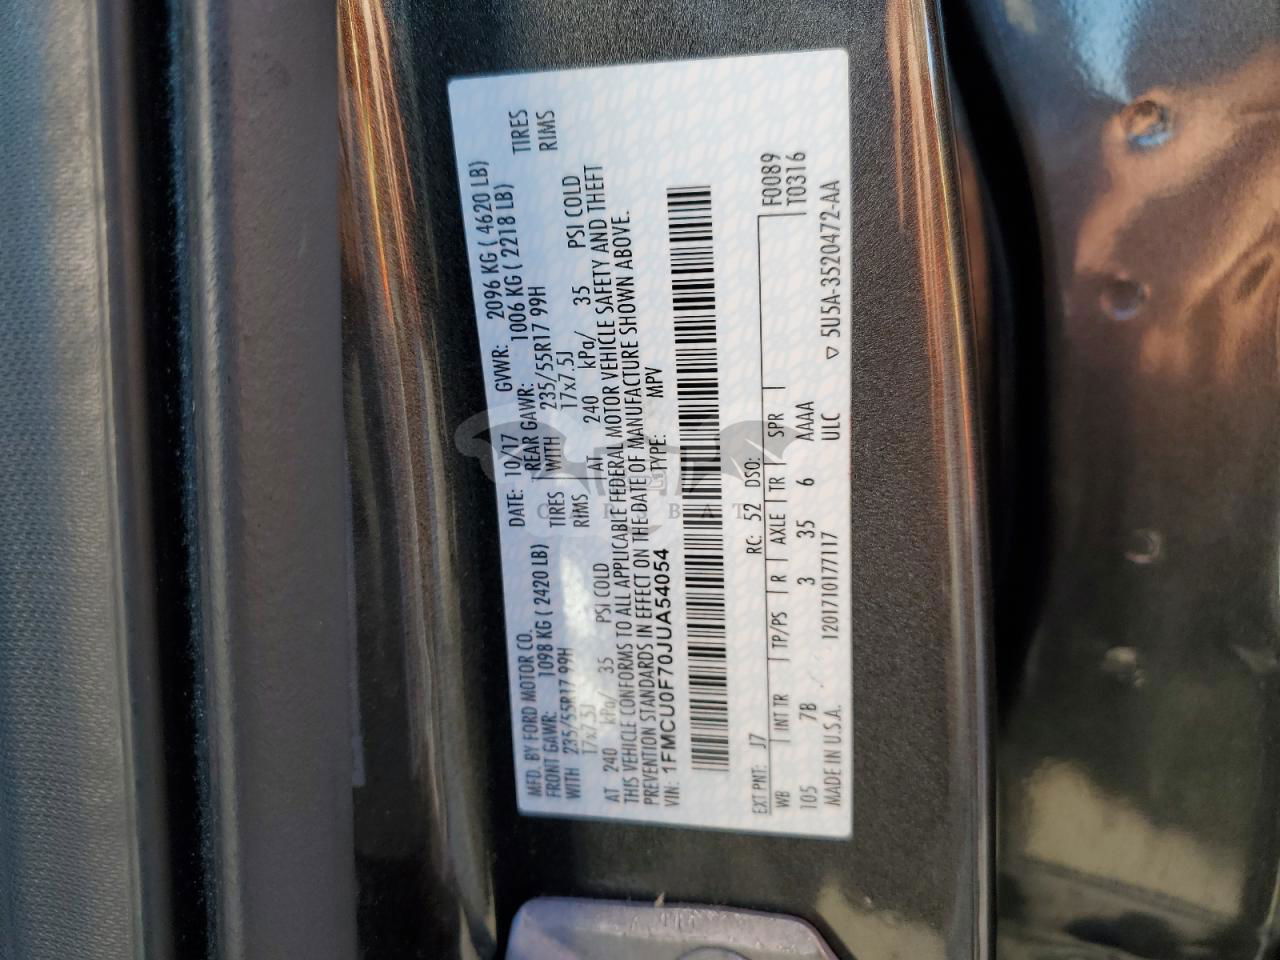 MFD. BY FORD MOTOR CO.
DATE: 10/17 GVWR: 2096 KG ( 4620 LB)
FRONT GAWR: 1098 KG ( 2420 LB) REAR GAWR: 1006 KG ( 2218 LB)
WITH 235/55R17 99H TIRES WITH 235/55R17 99H TIRES
17x7.5J RIMS 17x7.5J RIMS
AT 240 kPa/ 35 PSI COLD AT 240 kPa/ 35 PSI COLD
THIS VEHICLE CONFORMS TO ALL APPLICABLE FEDERAL MOTOR VEHICLE SAFETY AND THEFT
PREVENTION STANDARDS IN EFFECT ON THE DATE OF MANUFACTURE SHOWN ABOVE.
VIN: 1FMCU0F70JUA54054 TYPE: MPV
CARSBAT
EXT PNT: J7 RC: 52 DSO: F0089
WB INT TR TP/PS R AXLE TR SPR T0316
105 7B 3 35 6 AAAA
MADE IN U.S.A. 1201710177117 ULC ▽ 5U5A-3520472-AA